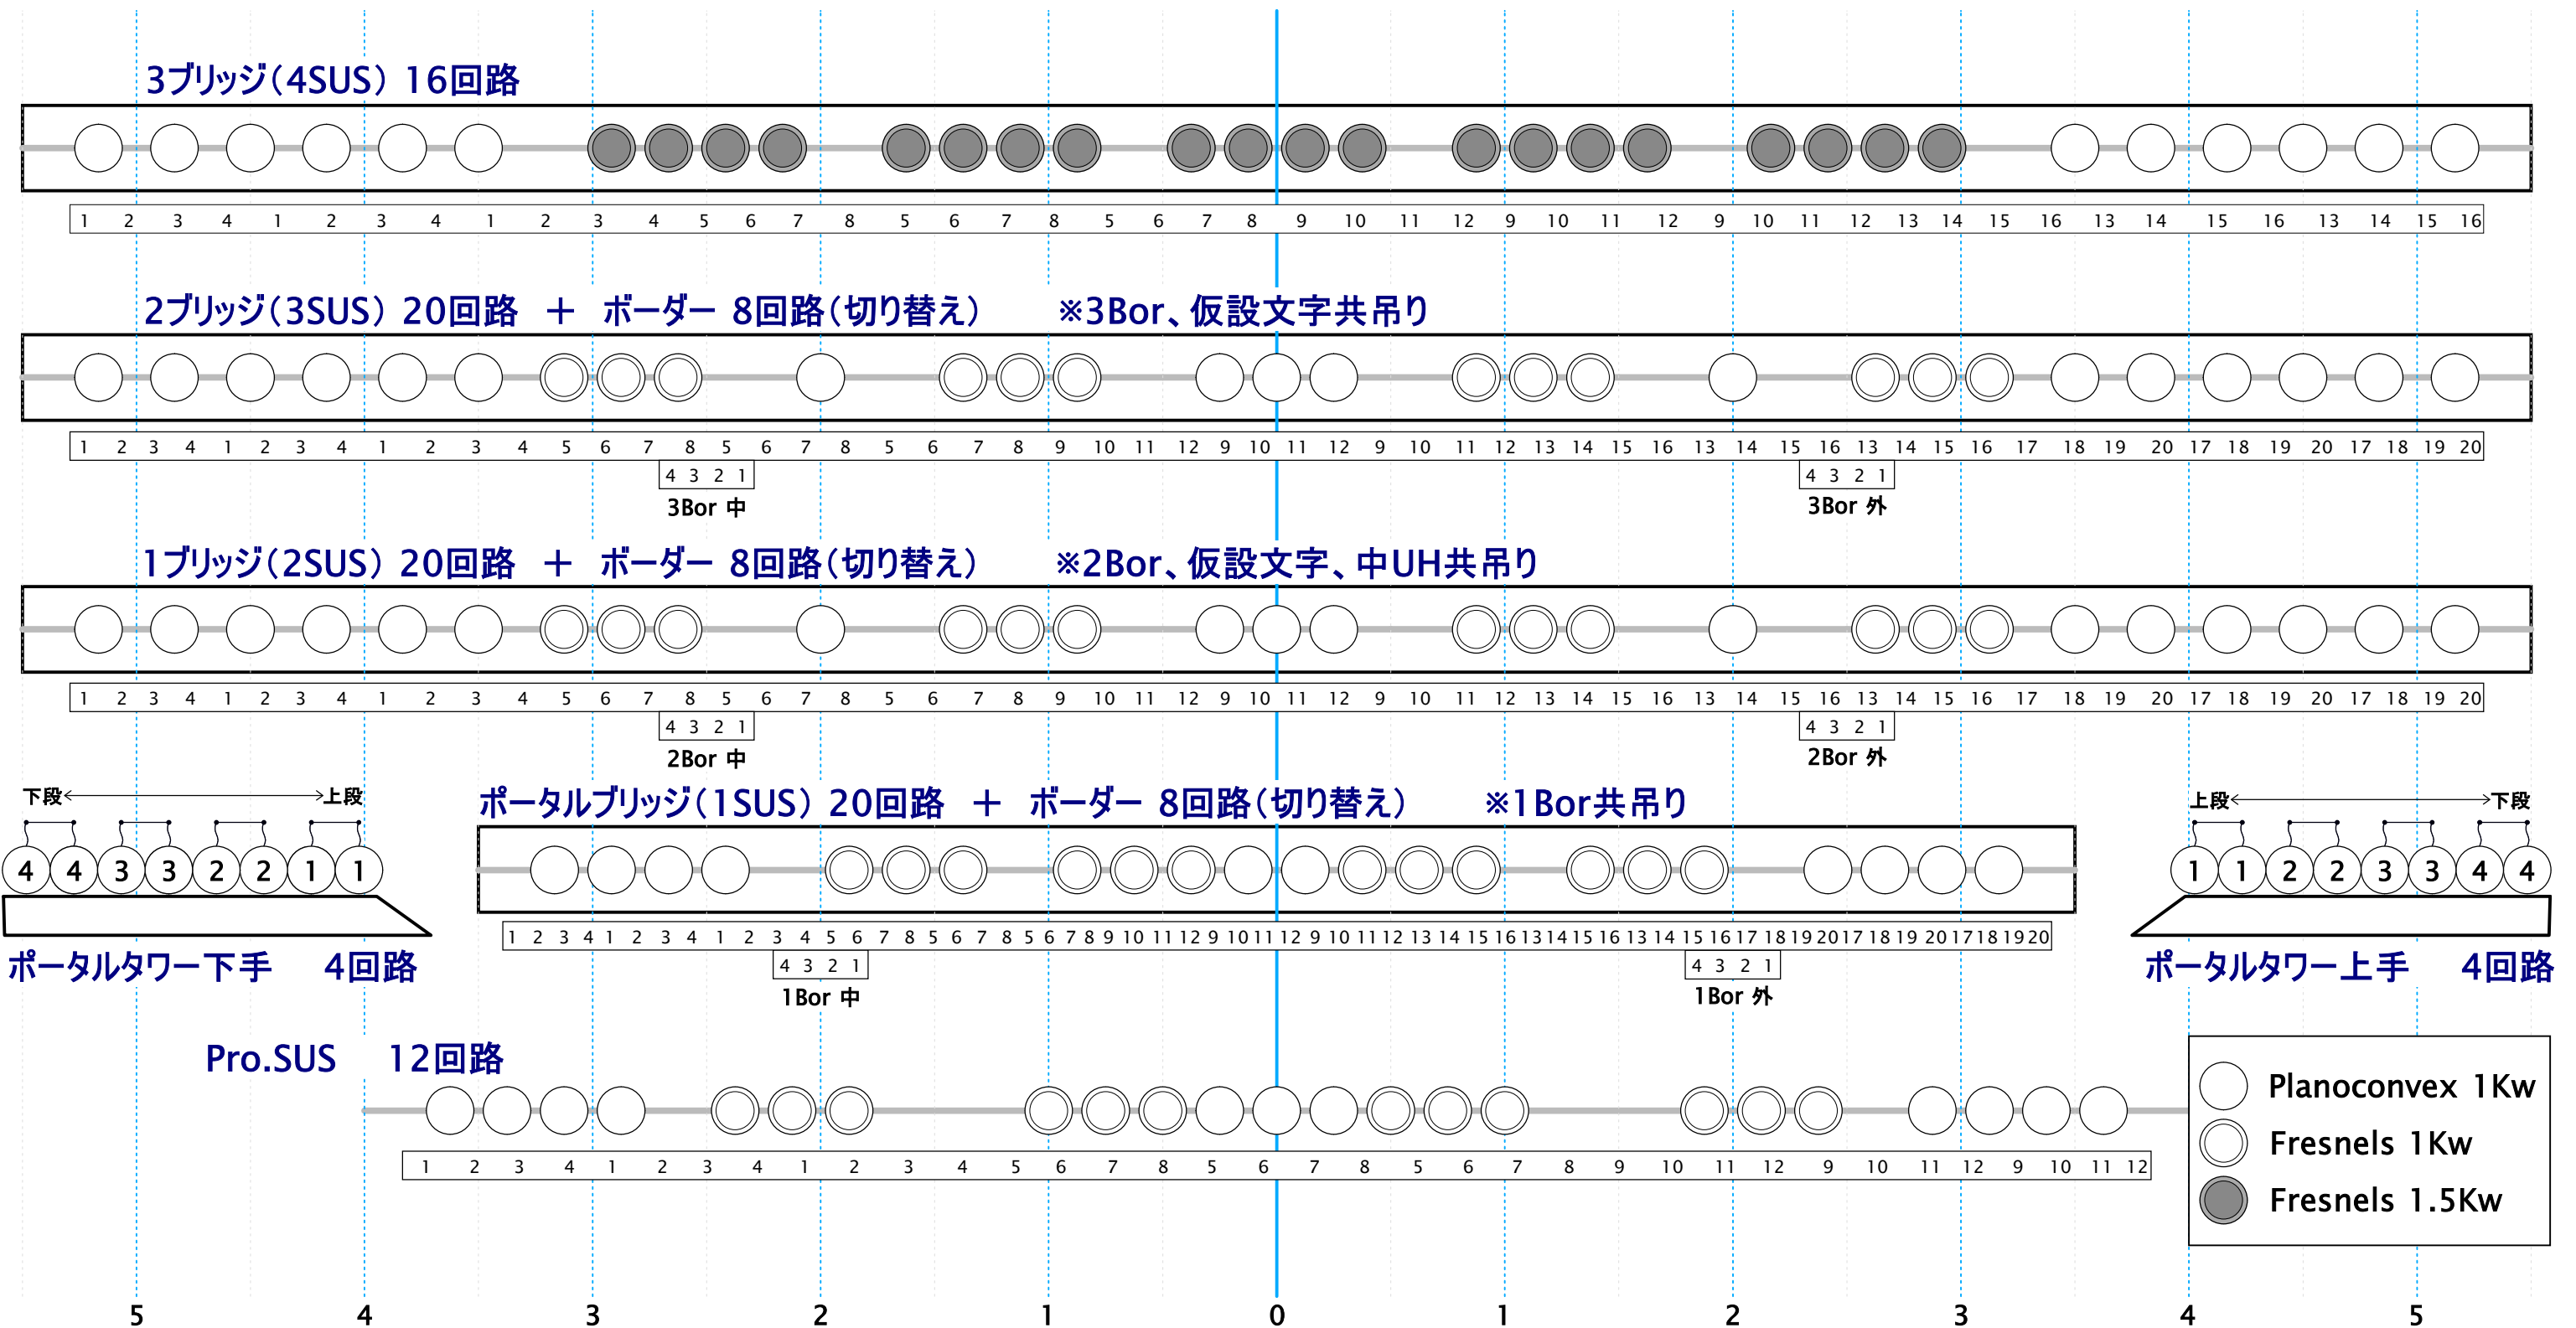 3ブリッジ（4SUS） 16回路
1 2 3 4 1 2 3 4 1 2 3 4 5 6 7 8 5 6 7 8 5 6 7 8 9 10 11 12 9 10 11 12 9 10 11 12 13 14 15 16 13 14 15 16 13 14 15 16
2ブリッジ（3SUS） 20回路 ＋ ボーダー 8回路（切り替え） ※3Bor、仮設文字共吊り
1 2 3 4 1 2 3 4 1 2 3 4 5 6 7 8 5 6 7 8 5 6 7 8 9 10 11 12 9 10 11 12 9 10 11 12 13 14 15 16 13 14 15 16 13 14 15 16 17 18 19 20 17 18 19 20 17 18 19 20
4 3 2 1
4 3 2 1
3Bor 中
3Bor 外
1ブリッジ（2SUS） 20回路 ＋ ボーダー 8回路（切り替え） ※2Bor、仮設文字、中UH共吊り
1 2 3 4 1 2 3 4 1 2 3 4 5 6 7 8 5 6 7 8 5 6 7 8 9 10 11 12 9 10 11 12 9 10 11 12 13 14 15 16 13 14 15 16 13 14 15 16 17 18 19 20 17 18 19 20 17 18 19 20
4 3 2 1
4 3 2 1
2Bor 中
2Bor 外
下段 上段
ポータルブリッジ（1SUS） 20回路 ＋ ボーダー 8回路（切り替え） ※1Bor共吊り
上段 下段
4 4 3 3 2 2 1 1
1 1 2 2 3 3 4 4
1 2 3 4 1 2 3 4 1 2 3 4 5 6 7 8 5 6 7 8 5 6 7 8 9 10 11 12 9 10 11 12 9 10 11 12 13 14 15 16 13 14 15 16 13 14 15 16 17 18 19 20 17 18 19 20 17 18 19 20
ポータルタワー下手 4回路
4 3 2 1
4 3 2 1
ポータルタワー上手 4回路
1Bor 中
1Bor 外
Pro.SUS 12回路
1 2 3 4 1 2 3 4 1 2 3 4 5 6 7 8 5 6 7 8 5 6 7 8 9 10 11 12 9 10 11 12 9 10 11 12
Planoconvex 1Kw
Fresnels 1Kw
Fresnels 1.5Kw
5 4 3 2 1 0 1 2 3 4 5